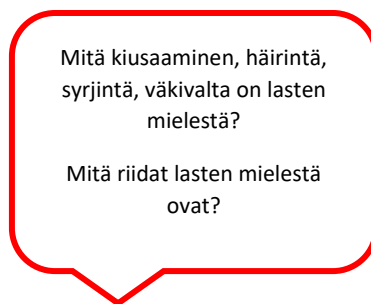 Mitä kiusaaminen, häirintä,
syrjintä, väkivalta on lasten
mielestä?
Mitä riidat lasten mielestä
ovat?